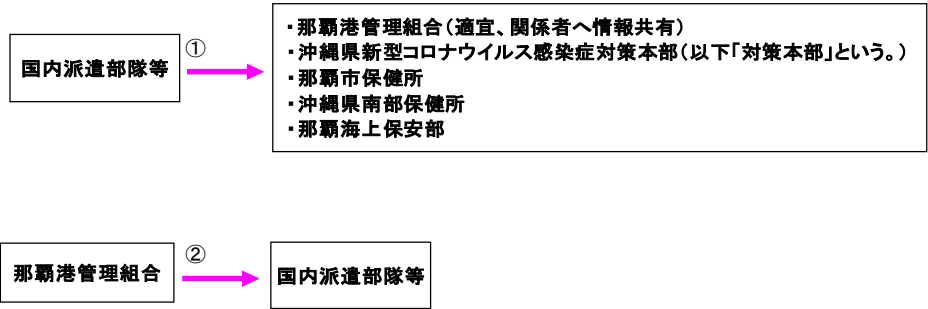 国内派遣部隊等
①
・那覇港管理組合（適宜、関係者へ情報共有）
・沖縄県新型コロナウイルス感染症対策本部（以下「対策本部」という。）
・那覇市保健所
・沖縄県南部保健所
・那覇海上保安部
那覇港管理組合
②
国内派遣部隊等